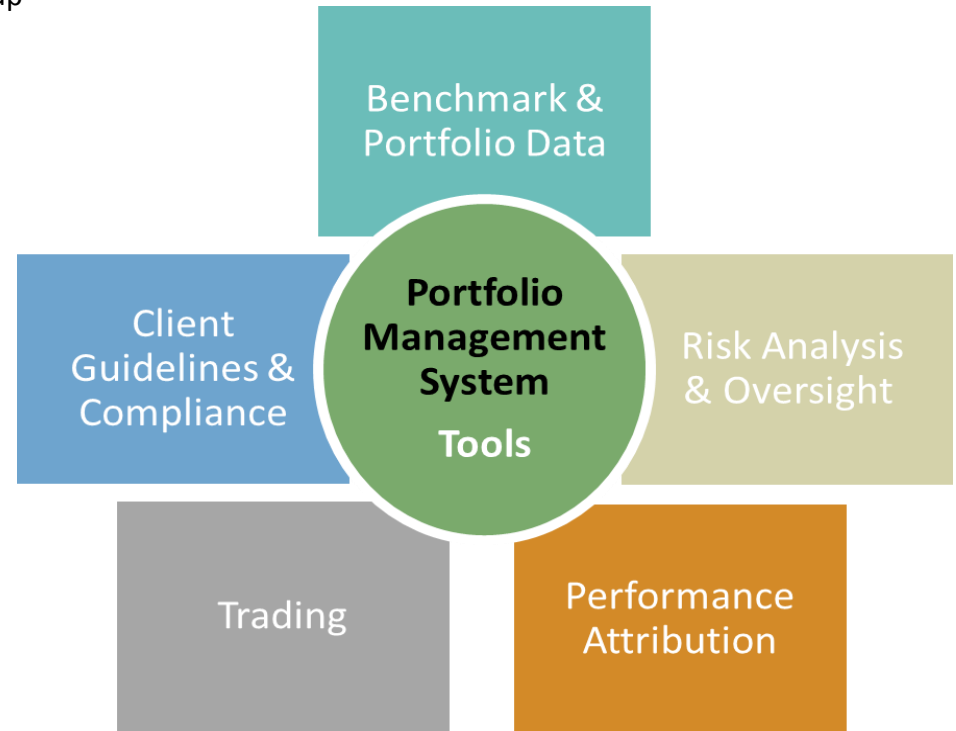 Benchmark &
Portfolio Data
Client
Guidelines &
Compliance
Portfolio
Management
System
Tools
Risk Analysis
& Oversight
Trading
Performance
Attribution